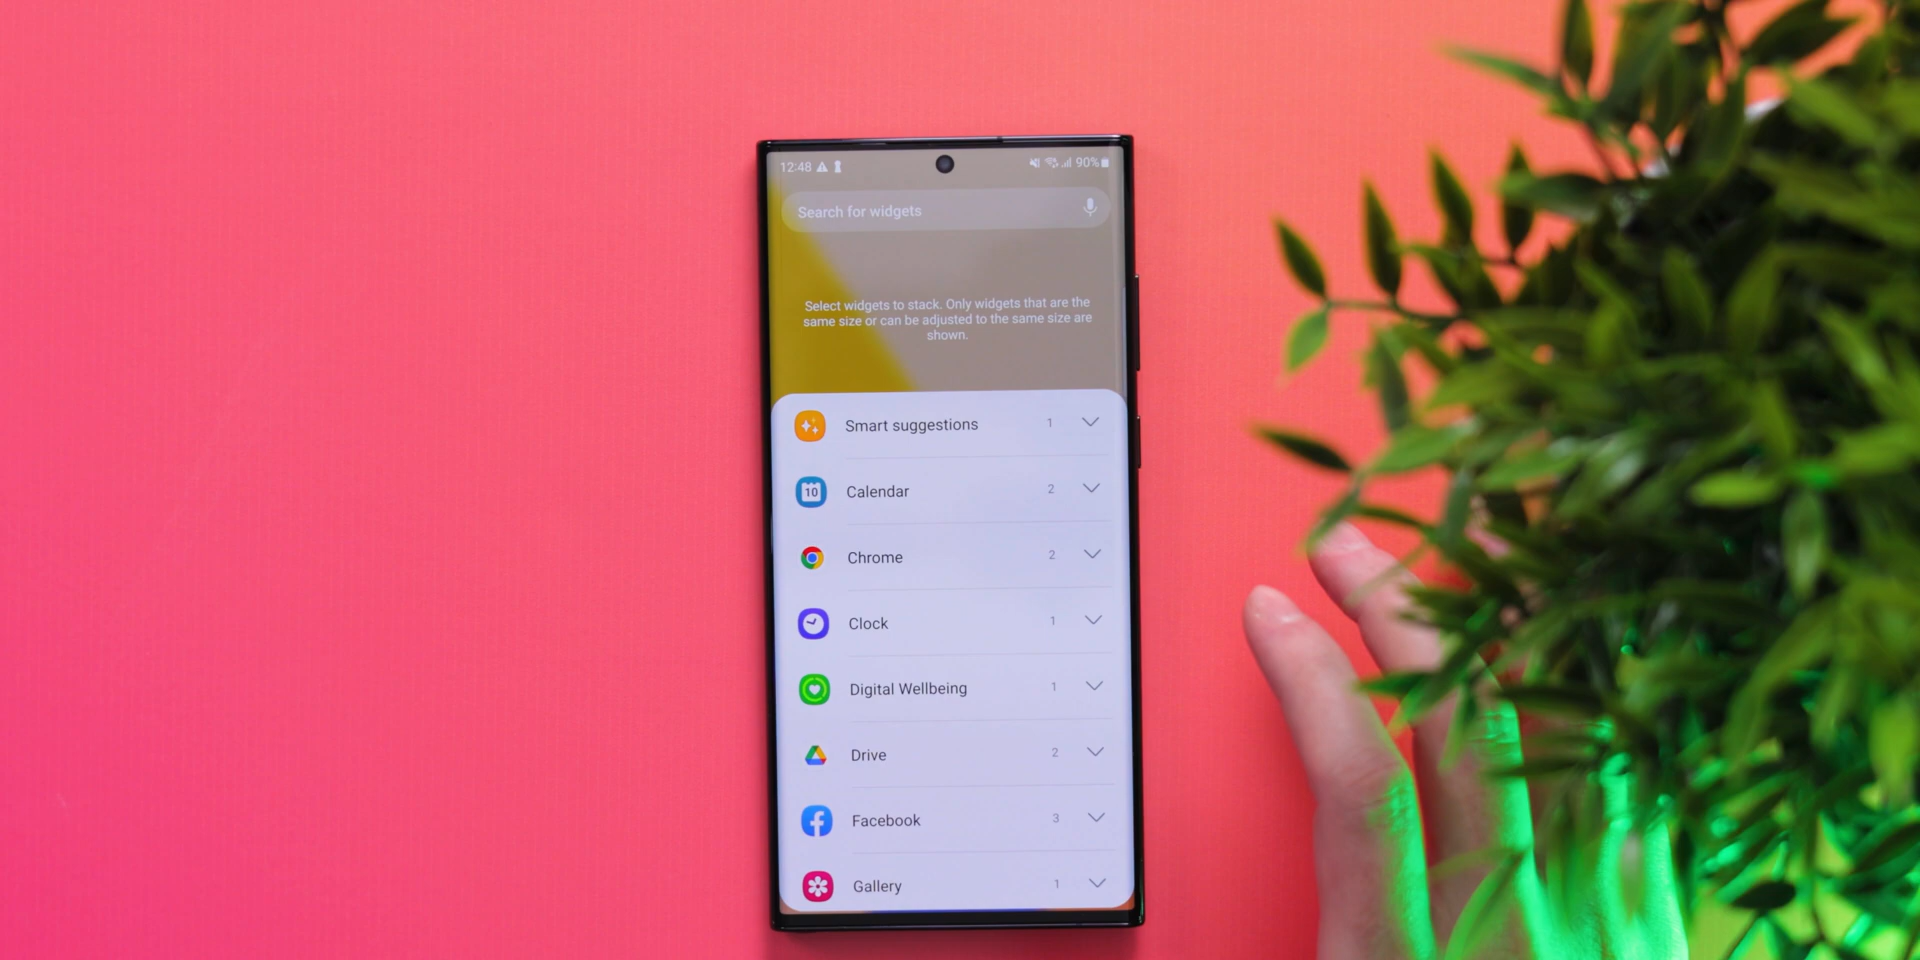 12:48
90%
Search for widgets
Select widgets to stack. Only widgets that are the
same size or can be adjusted to the same size are
shown.
Smart suggestions 1
10 Calendar 2
Chrome 2
Clock 1
Digital Wellbeing 1
Drive 2
Facebook 3
Gallery 1